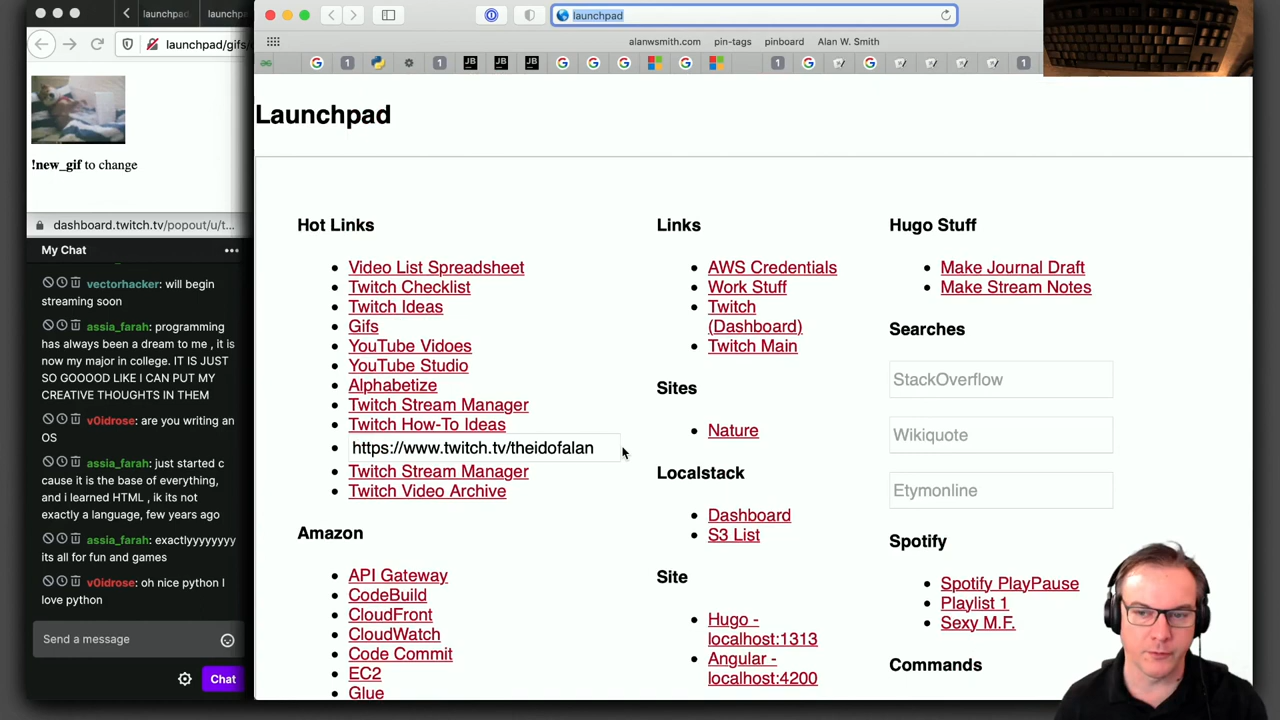 launchpad
launchpad
launchpad/gifs/
!new_gif to change
dashboard.twitch.tv/popout/u/t...
My Chat
vectorhacker: will begin
streaming soon
assia_farah: programming
has always been a dream to me , it is
now my major in college. IT IS JUST
SO GOOOOD LIKE I CAN PUT MY
CREATIVE THOUGHTS IN THEM
v0idrose: are you writing an
OS
assia_farah: just started c
cause it is the base of everything,
and i learned HTML , ik its not
exactly a language, few years ago
assia_farah: exactlyyyyyyy
its all for fun and games
v0idrose: oh nice python I
love python
Send a message
Chat
launchpad
alanwsmith.com
pin-tags
pinboard
Alan W. Smith
G
1
1
JB
JB
JB
G
G
G
G
1
G
G
1
Launchpad
Hot Links
Video List Spreadsheet
Twitch Checklist
Twitch Ideas
Gifs
YouTube Vidoes
YouTube Studio
Alphabetize
Twitch Stream Manager
Twitch How-To Ideas
https://www.twitch.tv/theidofalan
Twitch Stream Manager
Twitch Video Archive
Amazon
API Gateway
CodeBuild
CloudFront
CloudWatch
Code Commit
EC2
Glue
Links
AWS Credentials
Work Stuff
Twitch
(Dashboard)
Twitch Main
Sites
Nature
Localstack
Dashboard
S3 List
Site
Hugo -
localhost:1313
Angular -
localhost:4200
Hugo Stuff
Make Journal Draft
Make Stream Notes
Searches
StackOverflow
Wikiquote
Etymonline
Spotify
Spotify PlayPause
Playlist 1
Sexy M.F.
Commands